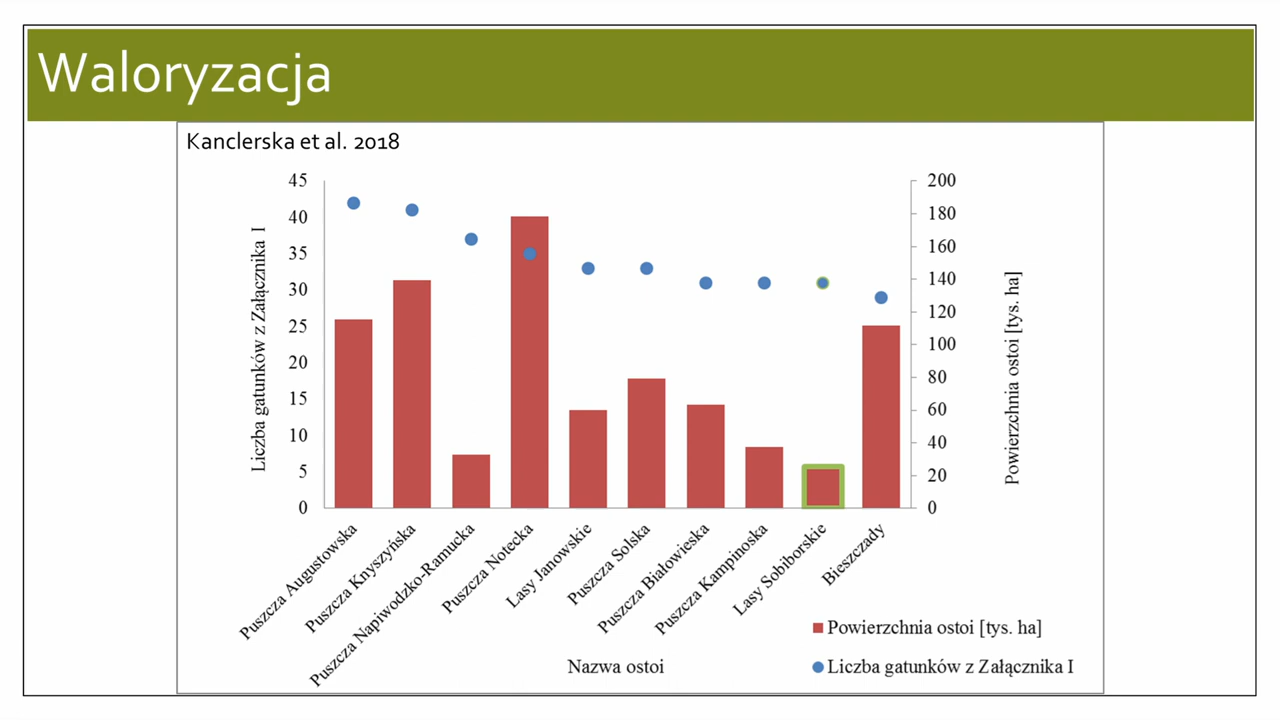 Waloryzacja
Kanclerska et al. 2018
45
40
35
30
25
20
15
10
5
0
Liczba gatunków z Załącznika I
200
180
160
140
120
100
80
60
40
20
0
Powierzchnia ostoi [tys. ha]
Puszcza Augustowska
Puszcza Knyszyńska
Puszcza Napiwodzko-Ramucka
Puszcza Notecka
Lasy Janowskie
Puszcza Solska
Puszcza Białowieska
Puszcza Kampinoska
Lasy Sobiborskie
Bieszczady
Nazwa ostoi
Powierzchnia ostoi [tys. ha]
Liczba gatunków z Załącznika I